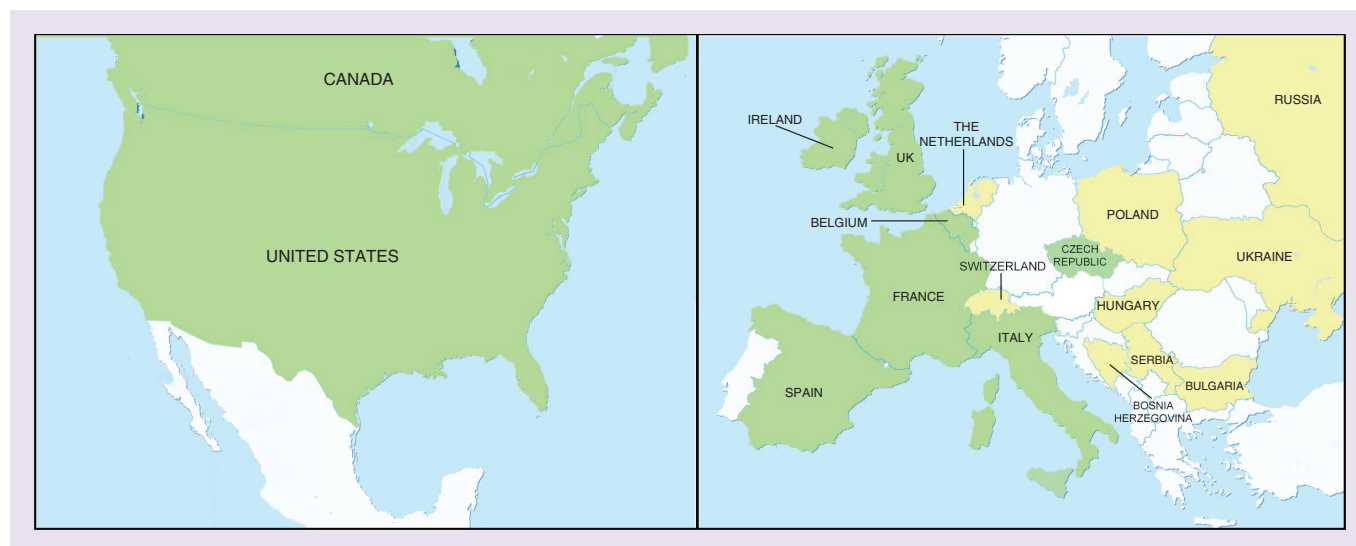 CANADA
UNITED STATES
IRELAND
UK
THE
NETHERLANDS
RUSSIA
BELGIUM
POLAND
CZECH
REPUBLIC
UKRAINE
SWITZERLAND
FRANCE
HUNGARY
ITALY
SERBIA
SPAIN
BULGARIA
BOSNIA
HERZEGOVINA